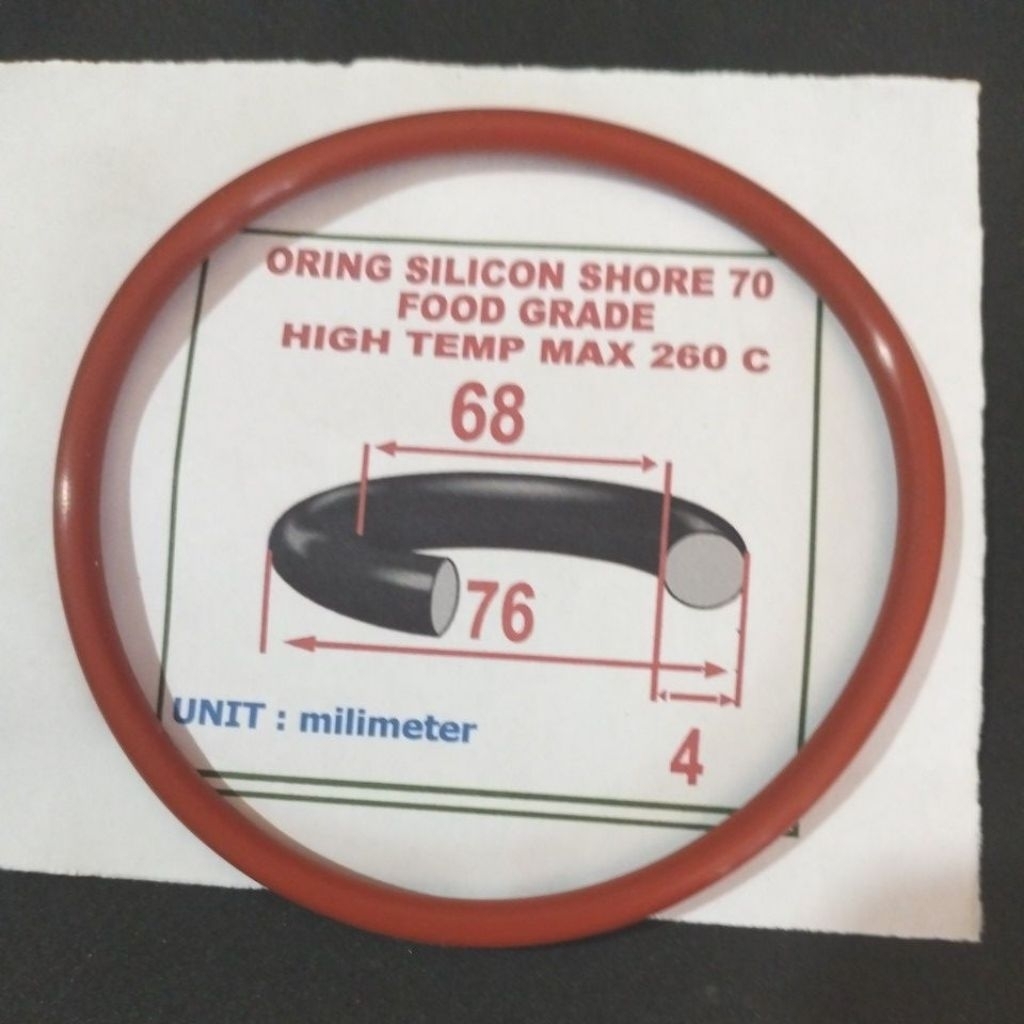 ORING SILICON SHORE 70
FOOD GRADE
HIGH TEMP MAX 260 C
68
76
UNIT : milimeter
4